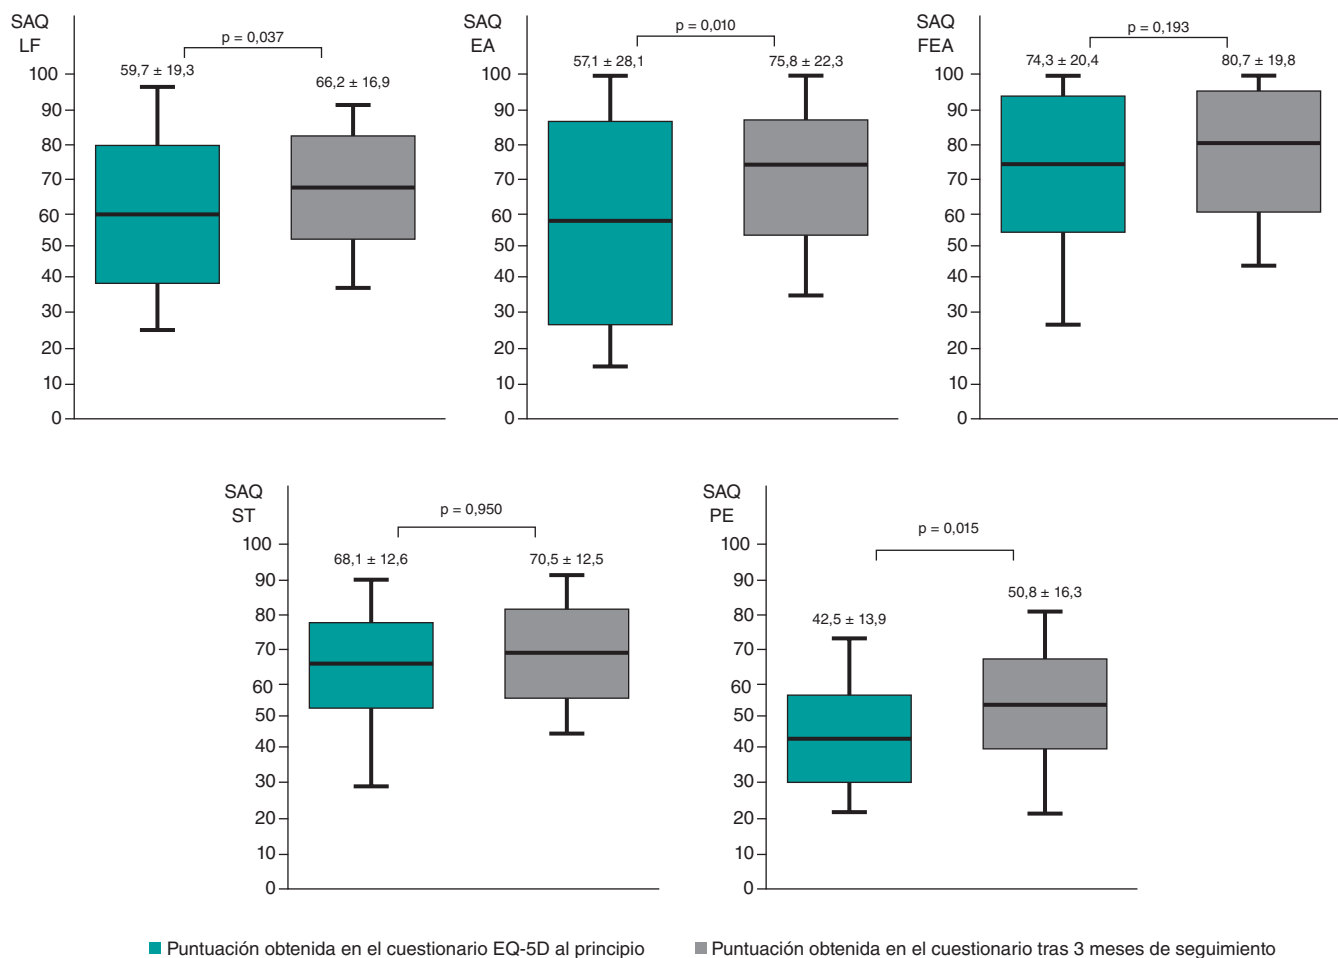 SAQ
LF
p = 0,037
59,7 ± 19,3
66,2 ± 16,9
100
90
80
70
60
50
40
30
20
10
0
SAQ
EA
p = 0,010
57,1 ± 28,1
75,8 ± 22,3
100
90
80
70
60
50
40
30
20
10
0
SAQ
FEA
p = 0,193
74,3 ± 20,4
80,7 ± 19,8
100
90
80
70
60
50
40
30
20
10
0
SAQ
ST
p = 0,950
68,1 ± 12,6
70,5 ± 12,5
100
90
80
70
60
50
40
30
20
10
0
SAQ
PE
p = 0,015
42,5 ± 13,9
50,8 ± 16,3
100
90
80
70
60
50
40
30
20
10
0
Puntuación obtenida en el cuestionario EQ-5D al principio
Puntuación obtenida en el cuestionario tras 3 meses de seguimiento